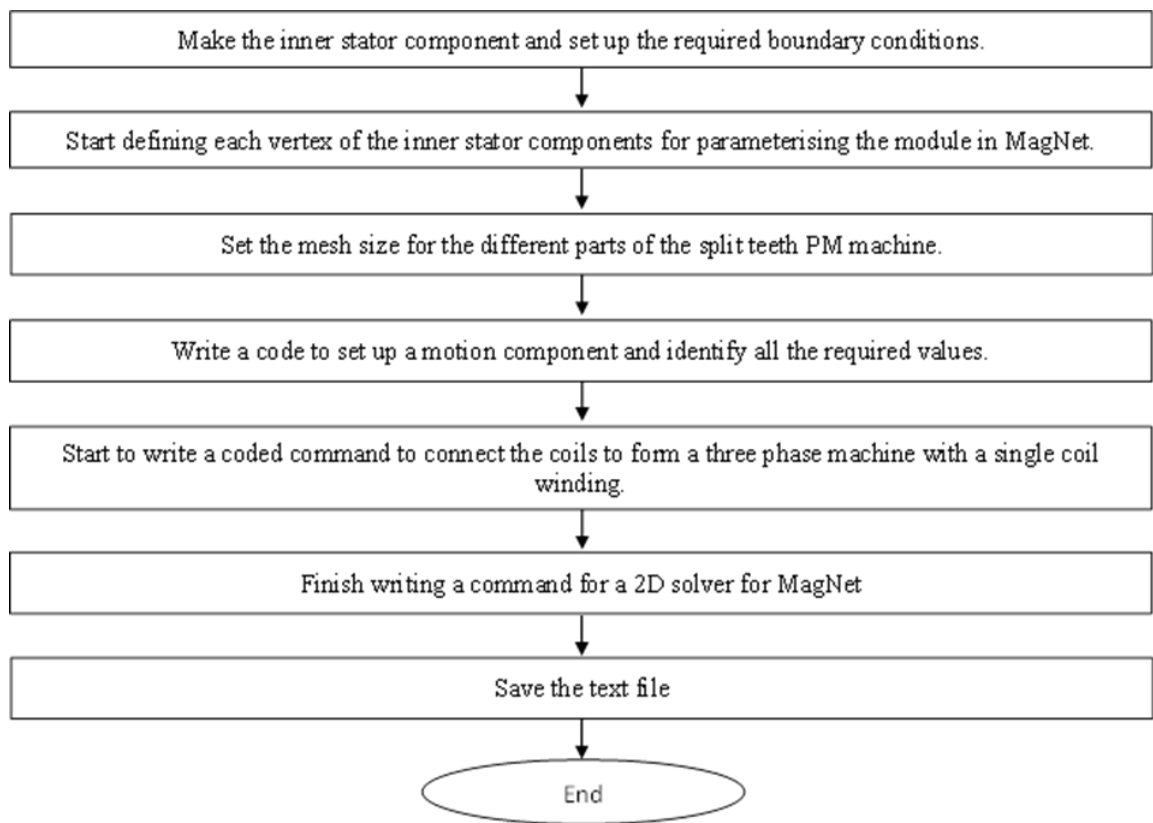 Make the inner stator component and set up the required boundary conditions.
Start defining each vertex of the inner stator components for parameterising the module in MagNet.
Set the mesh size for the different parts of the split teeth PM machine.
Write a code to set up a motion component and identify all the required values.
Start to write a coded command to connect the coils to form a three phase machine with a single coil
winding.
Finish writing a command for a 2D solver for MagNet
Save the text file
End